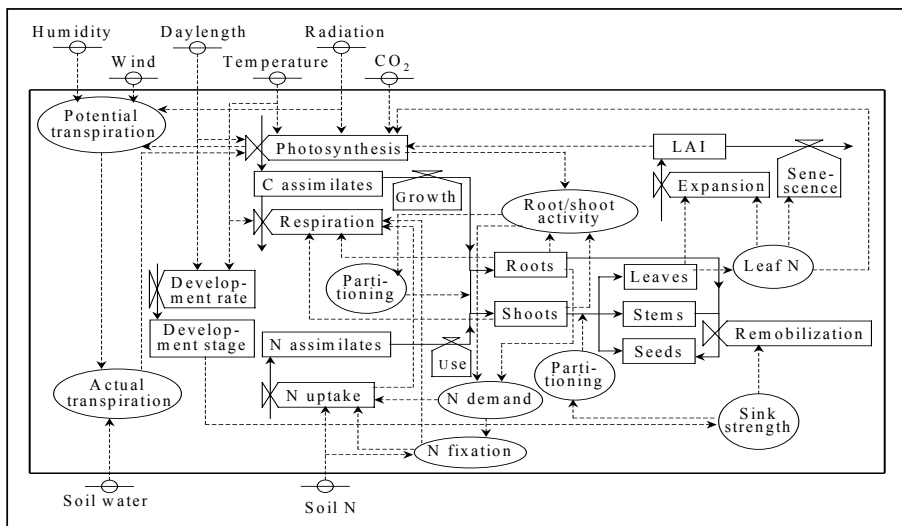 Humidity
Daylength
Radiation
Wind
Temperature
CO2
Potential
transpiration
Photosynthesis
LAI
C assimilates
Growth
Expansion
Sene-
scence
Respiration
Root/shoot
activity
Roots
Leaves
Leaf N
Develop-
ment rate
Parti-
tioning
Shoots
Stems
Remobilization
Develop-
ment stage
N assimilates
Use
Seeds
Parti-
tioning
Actual
transpiration
N uptake
N demand
Sink
strength
N fixation
Soil water
Soil N